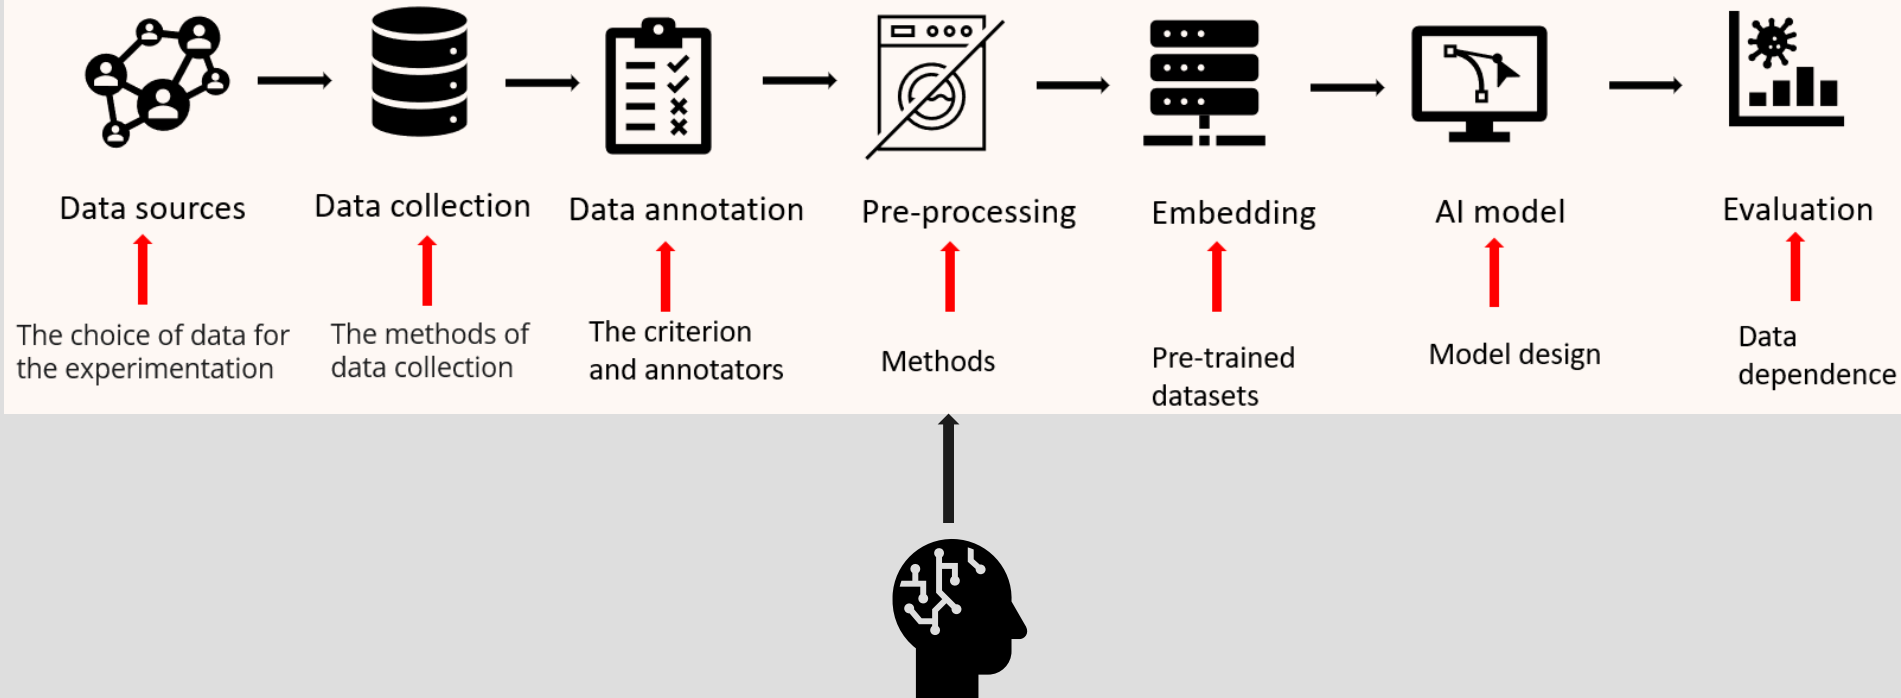 Data sources
Data collection
Data annotation
Pre-processing
Embedding
AI model
Evaluation
The choice of data for
the experimentation
The methods of
data collection
The criterion
and annotators
Methods
Pre-trained
datasets
Model design
Data
dependence